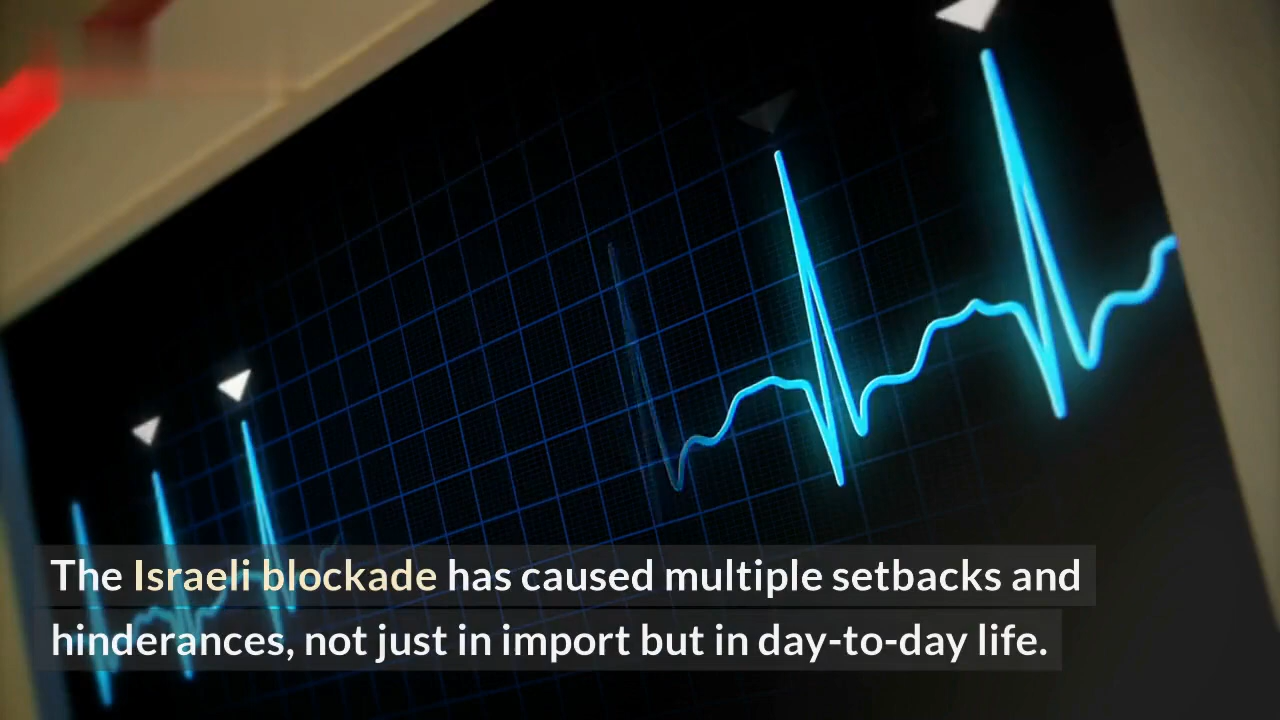 The Israeli blockade has caused multiple setbacks and
hinderances, not just in import but in day-to-day life.